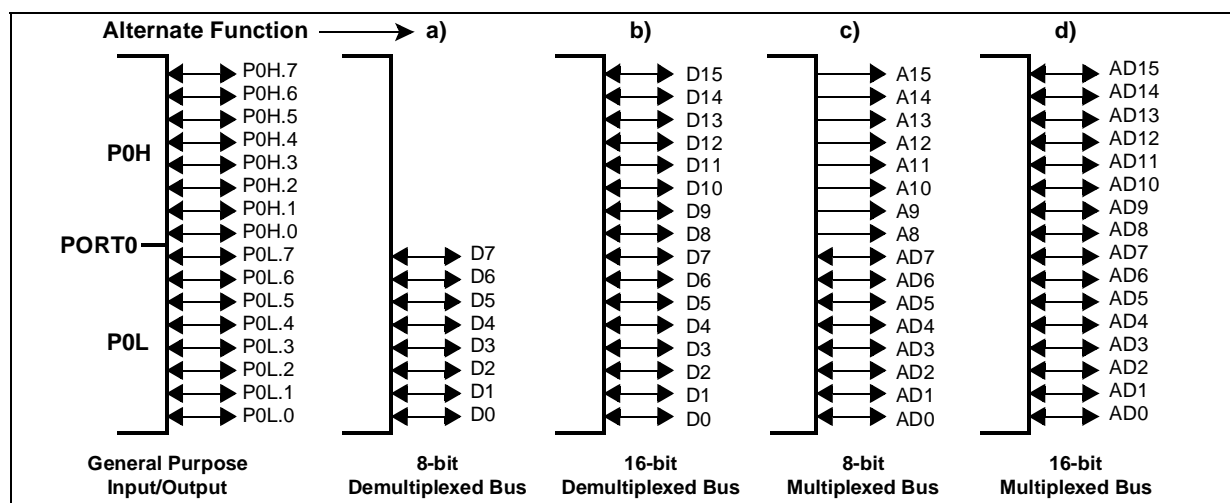 Alternate Function a) b) c) d)
P0H.7 D15 A15 AD15
P0H.6 D14 A14 AD14
P0H.5 D13 A13 AD13
P0H.4 D12 A12 AD12
P0H P0H.3 D11 A11 AD11
P0H.2 D10 A10 AD10
P0H.1 D9 A9 AD9
P0H.0 D8 A8 AD8
PORT0 P0L.7 D7 D7 AD7 AD7
P0L.6 D6 D6 AD6 AD6
P0L.5 D5 D5 AD5 AD5
P0L.4 D4 D4 AD4 AD4
P0L P0L.3 D3 D3 AD3 AD3
P0L.2 D2 D2 AD2 AD2
P0L.1 D1 D1 AD1 AD1
P0L.0 D0 D0 AD0 AD0
General Purpose 8-bit 16-bit 8-bit 16-bit
Input/Output Demultiplexed Bus Demultiplexed Bus Multiplexed Bus Multiplexed Bus